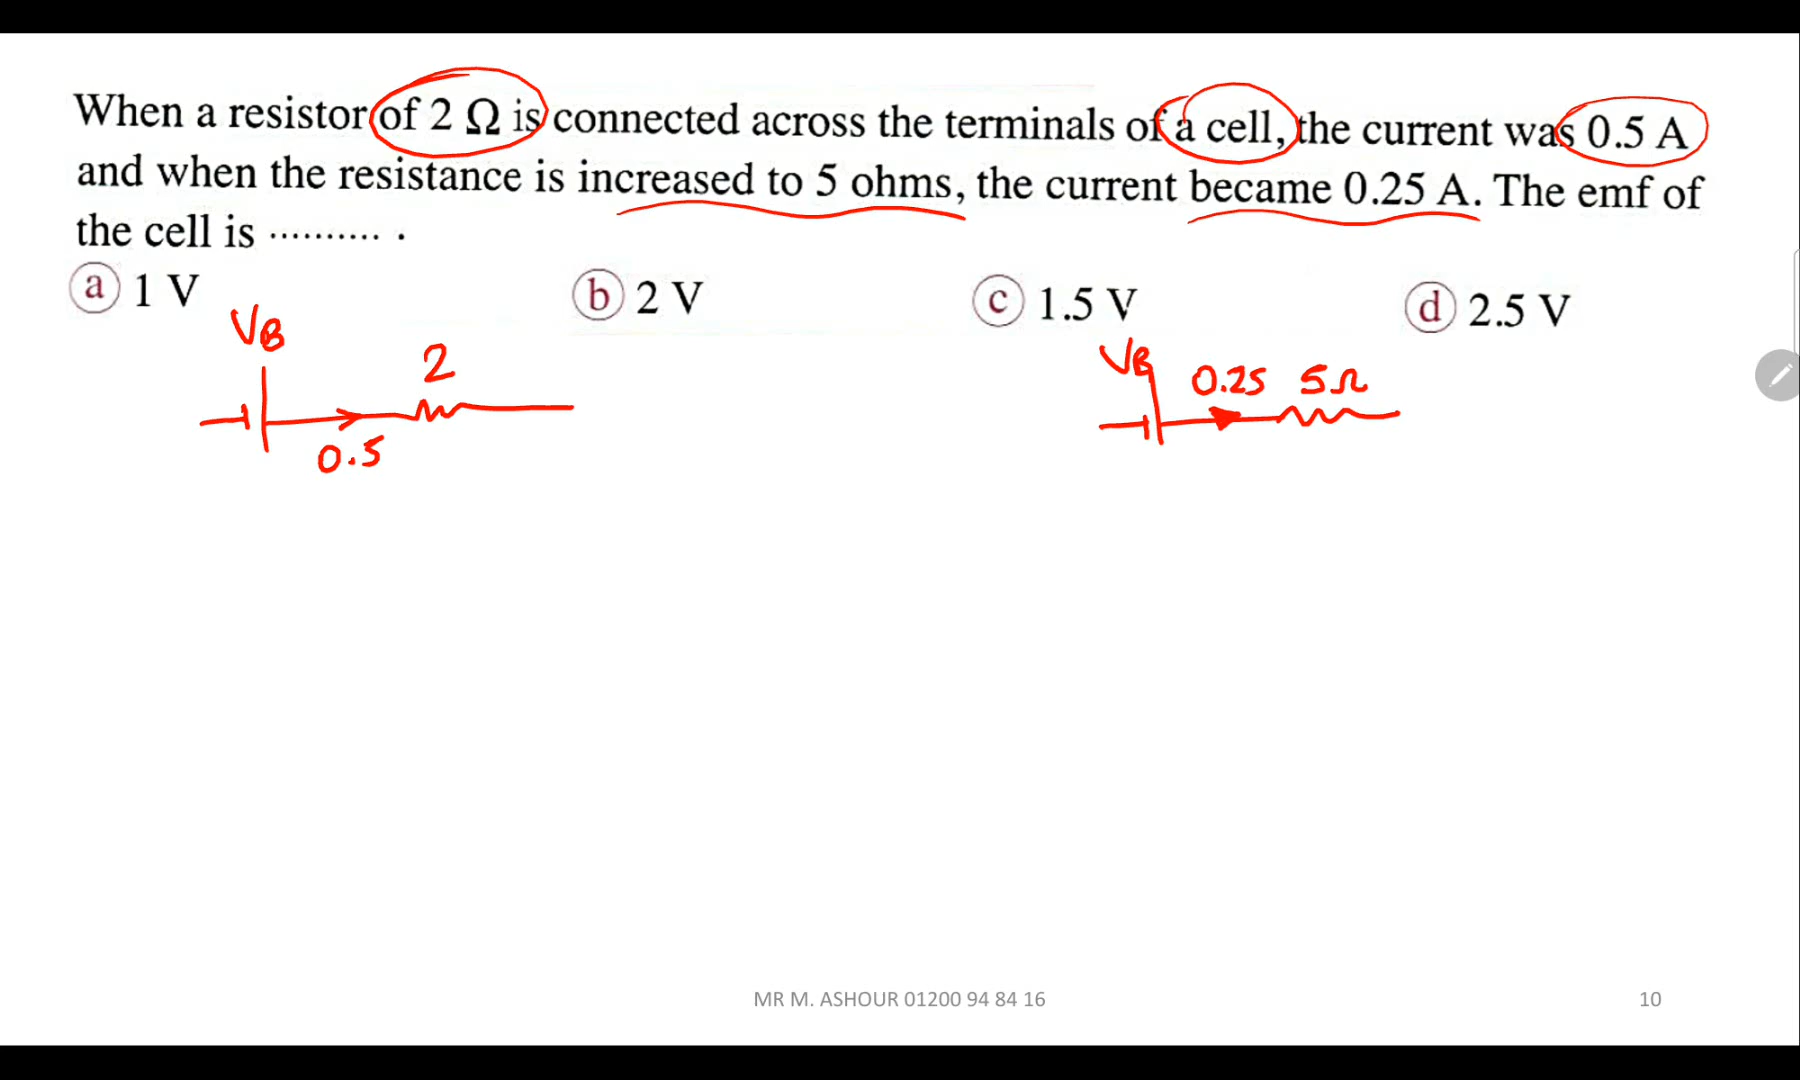 When a resistor of 2 Ω is connected across the terminals of a cell, the current was 0.5 A
and when the resistance is increased to 5 ohms, the current became 0.25 A. The emf of
the cell is .......... .
a 1 V b 2 V c 1.5 V d 2.5 V
VB
2
0.5
VB
0.25 5Ω
MR M. ASHOUR 01200 94 84 16
10